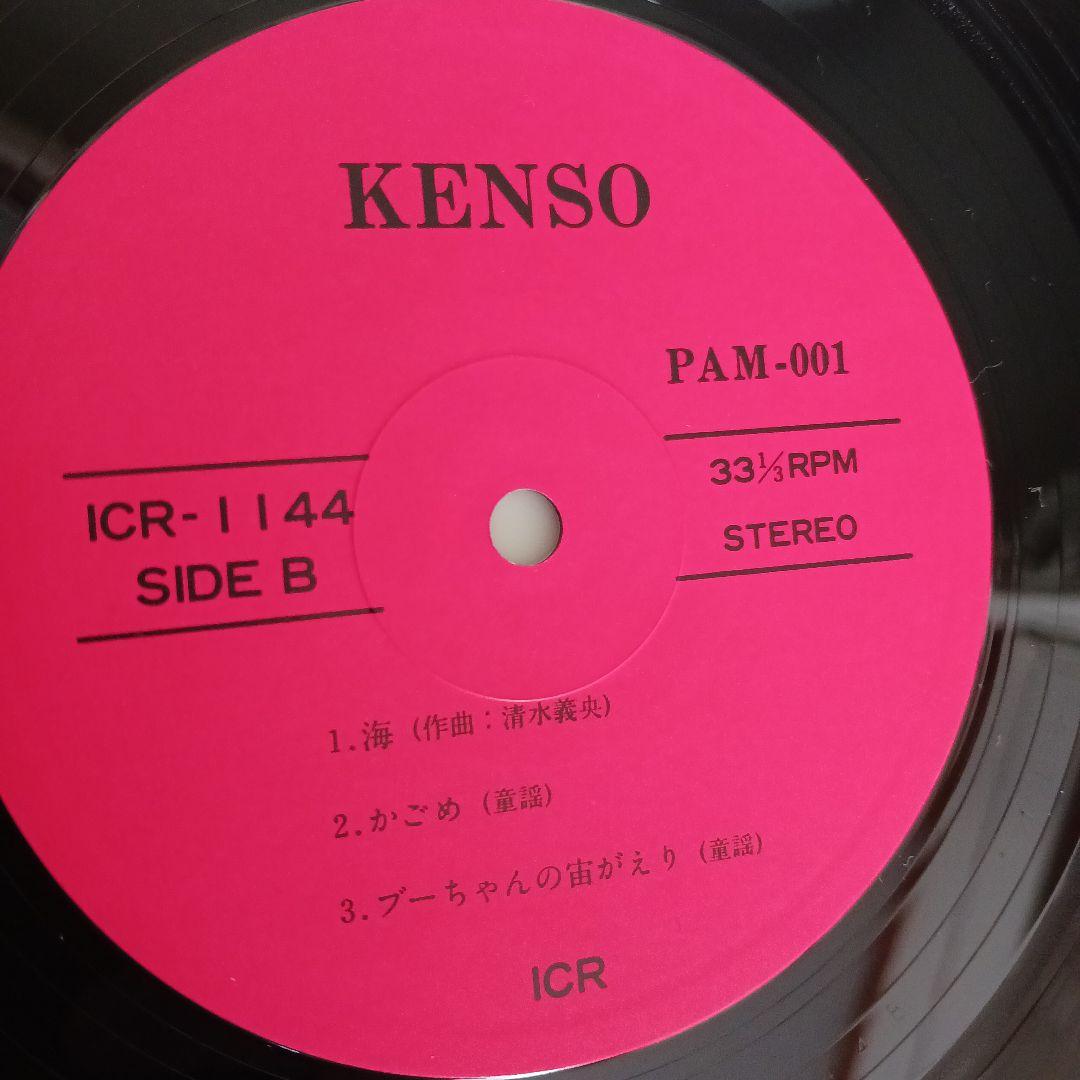 KENSO
PAM-001
ICR-1144
SIDE B
33⅓RPM
STEREO
1.海 (作曲：清水義央)
2.かごめ (童謡)
3.ブーちゃんの宙がえり (童謡)
ICR